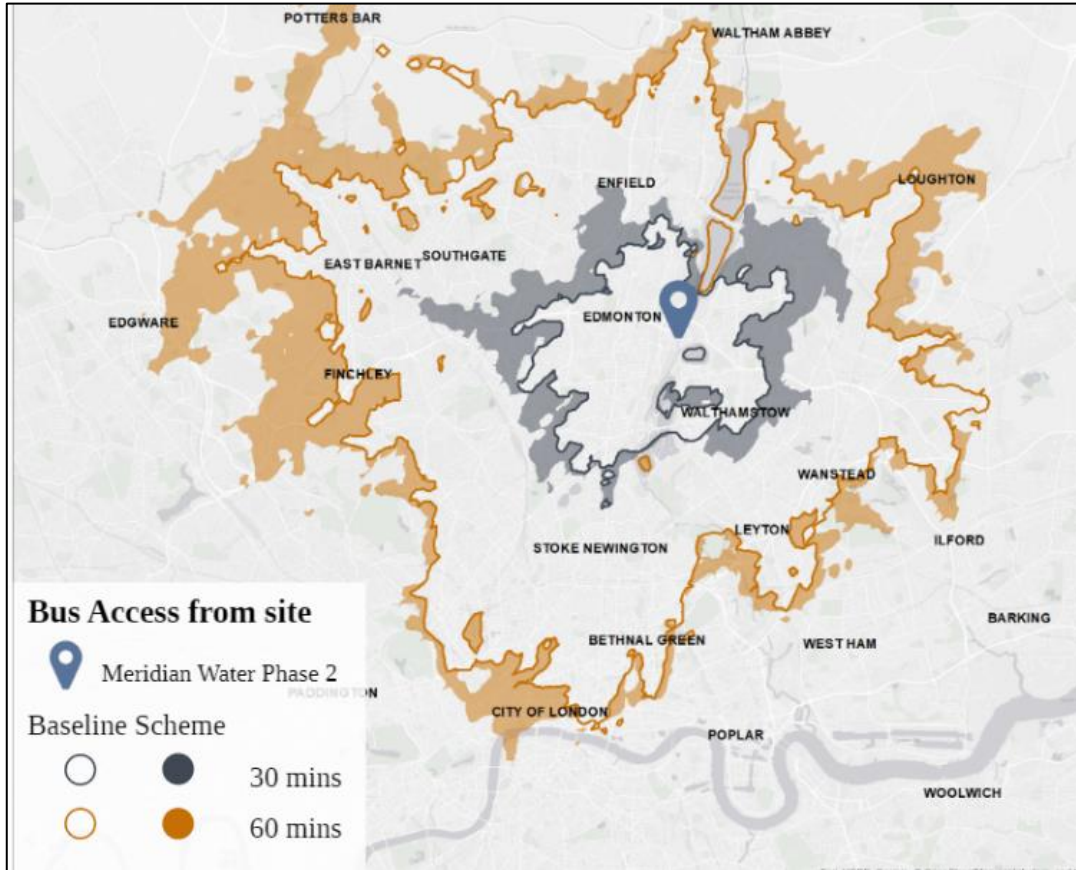 POTTERS BAR
WALTHAM ABBEY
LOUGHTON
ENFIELD
SOUTHGATE
EAST BARNET
EDMONTON
EDGWARE
FINCHLEY
WALTHAMSTOW
WANSTEAD
LEYTON
ILFORD
STOKE NEWINGTON
BARKING
BETHNAL GREEN
WEST HAM
PADDINGTON
CITY OF LONDON
POPLAR
WOOLWICH
Bus Access from site
Meridian Water Phase 2
Baseline Scheme
30 mins
60 mins